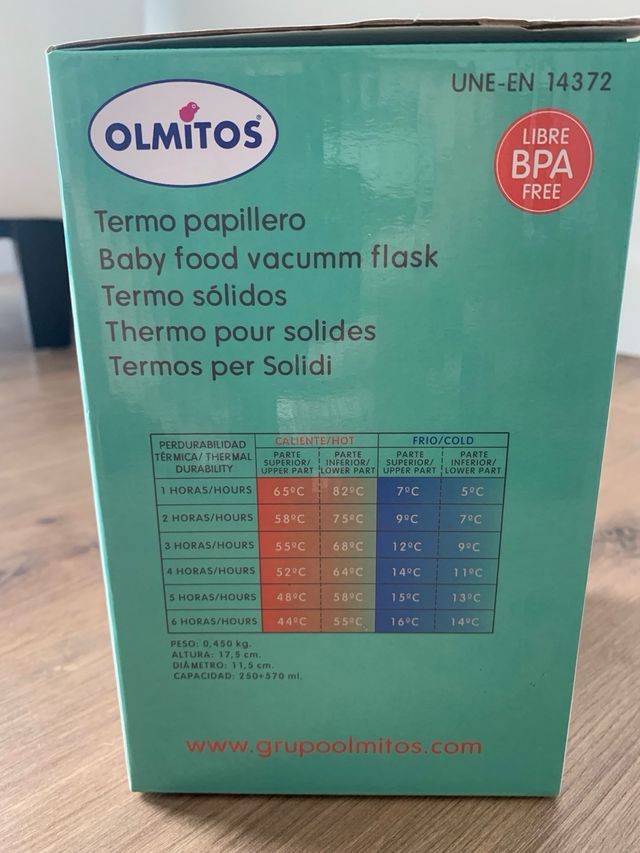 UNE-EN 14372
OLMITOS®
LIBRE
BPA
FREE
Termo papillero
Baby food vacumm flask
Termo sólidos
Thermo pour solides
Termos per Solidi
PERDURABILIDAD TÉRMICA/ THERMAL DURABILITY CALIENTE/HOT FRIO/COLD
PARTE SUPERIOR/ UPPER PART PARTE INFERIOR/ LOWER PART PARTE SUPERIOR/ UPPER PART PARTE INFERIOR/ LOWER PART
1 HORAS/HOURS 65ºC 82ºC 7ºC 5ºC
2 HORAS/HOURS 58ºC 75ºC 9ºC 7ºC
3 HORAS/HOURS 55ºC 68ºC 12ºC 9ºC
4 HORAS/HOURS 52ºC 64ºC 14ºC 11ºC
5 HORAS/HOURS 48ºC 58ºC 15ºC 13ºC
6 HORAS/HOURS 44ºC 55ºC 16ºC 14ºC
PESO: 0,450 kg.
ALTURA: 17,5 cm.
DIÁMETRO: 11,5 cm.
CAPACIDAD: 250+570 ml.
www.grupoolmitos.com